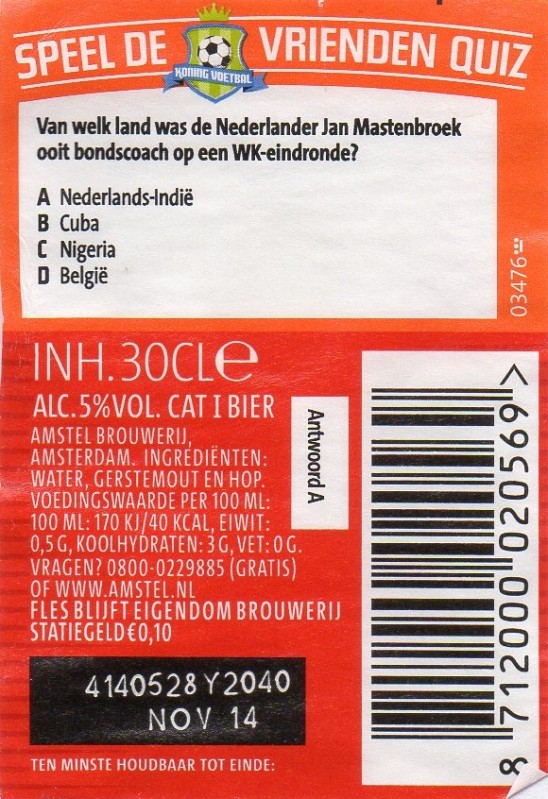 SPEEL DE VRIENDEN QUIZ
KONING VOETBAL
Van welk land was de Nederlander Jan Mastenbroek
ooit bondscoach op een WK-eindronde?
A Nederlands-Indië
B Cuba
C Nigeria
D België
03476
INH.30CLe
ALC.5%VOL. CAT I BIER
AMSTEL BROUWERIJ,
AMSTERDAM. INGREDIËNTEN:
WATER, GERSTEMOUT EN HOP.
VOEDINGSWAARDE PER 100 ML:
100 ML: 170 KJ/40 KCAL, EIWIT:
0,5 G, KOOLHYDRATEN: 3 G, VET: 0 G.
VRAGEN? 0800-0229885 (GRATIS)
OF WWW.AMSTEL.NL
FLES BLIJFT EIGENDOM BROUWERIJ
STATIEGELD €0,10
Antwoord A
4140528Y2040
NOV 14
TEN MINSTE HOUDBAAR TOT EINDE:
8 712000 020569 >